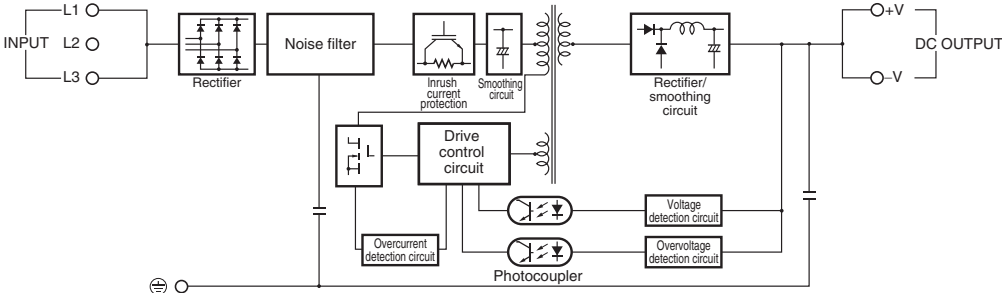 L1
INPUT
L2
L3
Rectifier
Noise filter
Inrush
current
protection
Smoothing
circuit
Rectifier/
smoothing
circuit
+V
DC OUTPUT
–V
Drive
control
circuit
Overcurrent
detection circuit
Voltage
detection circuit
Overvoltage
detection circuit
Photocoupler